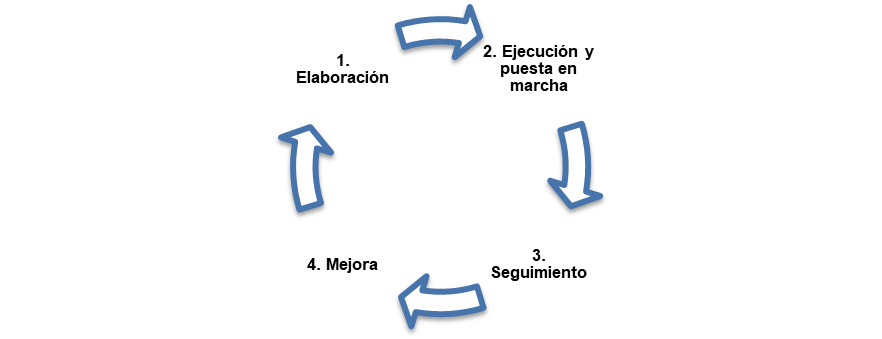 1.
Elaboración
2. Ejecución y
puesta en
marcha
3.
Seguimiento
4. Mejora